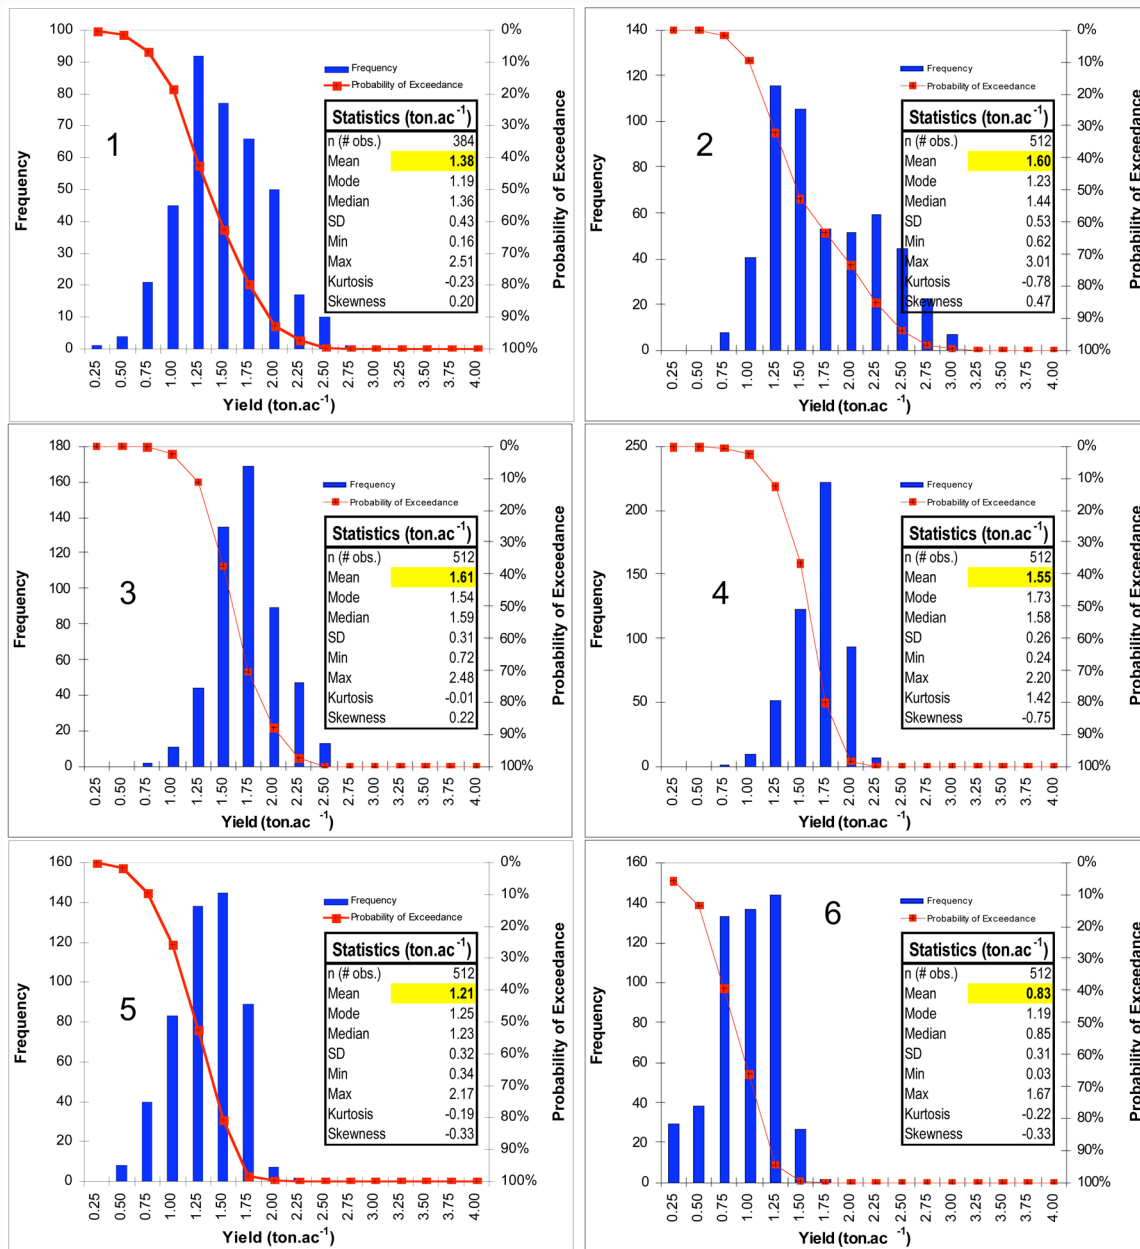 1
100
90
80
70
60
50
40
30
20
10
0
Frequency
0%
10%
20%
30%
40%
50%
60%
70%
80%
90%
100%
Probability of Exceedance
Frequency
Probability of Exceedance
Statistics (ton.ac-1)
n (# obs.) 384
Mean 1.38
Mode 1.19
Median 1.36
SD 0.43
Min 0.16
Max 2.51
Kurtosis -0.23
Skewness 0.20
0.25 0.50 0.75 1.00 1.25 1.50 1.75 2.00 2.25 2.50 2.75 3.00 3.25 3.50 3.75 4.00
Yield (ton.ac-1)
2
140
120
100
80
60
40
20
0
Frequency
0%
10%
20%
30%
40%
50%
60%
70%
80%
90%
100%
Probability of Exceedance
Frequency
Probability of Exceedance
Statistics (ton.ac-1)
n (# obs.) 512
Mean 1.60
Mode 1.23
Median 1.44
SD 0.53
Min 0.62
Max 3.01
Kurtosis -0.78
Skewness 0.47
0.25 0.50 0.75 1.00 1.25 1.50 1.75 2.00 2.25 2.50 2.75 3.00 3.25 3.50 3.75 4.00
Yield (ton.ac -1)
3
180
160
140
120
100
80
60
40
20
0
Frequency
0%
10%
20%
30%
40%
50%
60%
70%
80%
90%
100%
Probability of Exceedance
Frequency
Probability of Exceedance
Statistics (ton.ac -1)
n (# obs.) 512
Mean 1.61
Mode 1.54
Median 1.59
SD 0.31
Min 0.72
Max 2.48
Kurtosis -0.01
Skewness 0.22
0.25 0.50 0.75 1.00 1.25 1.50 1.75 2.00 2.25 2.50 2.75 3.00 3.25 3.50 3.75 4.00
Yield (ton.ac -1)
4
250
200
150
100
50
0
Frequency
0%
10%
20%
30%
40%
50%
60%
70%
80%
90%
100%
Probability of Exceedance
Frequency
Probability of Exceedance
Statistics (ton.ac-1)
n (# obs.) 512
Mean 1.55
Mode 1.73
Median 1.58
SD 0.26
Min 0.24
Max 2.20
Kurtosis 1.42
Skewness -0.75
0.25 0.50 0.75 1.00 1.25 1.50 1.75 2.00 2.25 2.50 2.75 3.00 3.25 3.50 3.75 4.00
Yield (ton.ac -1)
5
160
140
120
100
80
60
40
20
0
Frequency
0%
10%
20%
30%
40%
50%
60%
70%
80%
90%
100%
Probability of Exceedance
Frequency
Probability of Exceedance
Statistics (ton.ac-1)
n (# obs.) 512
Mean 1.21
Mode 1.25
Median 1.23
SD 0.32
Min 0.34
Max 2.17
Kurtosis -0.19
Skewness -0.33
0.25 0.50 0.75 1.00 1.25 1.50 1.75 2.00 2.25 2.50 2.75 3.00 3.25 3.50 3.75 4.00
Yield (ton.ac-1)
6
160
140
120
100
80
60
40
20
0
Frequency
0%
10%
20%
30%
40%
50%
60%
70%
80%
90%
100%
Probability of Exceedance
Frequency
Probability of Exceedance
Statistics (ton.ac-1)
n (# obs.) 512
Mean 0.83
Mode 1.19
Median 0.85
SD 0.31
Min 0.03
Max 1.67
Kurtosis -0.22
Skewness -0.33
0.25 0.50 0.75 1.00 1.25 1.50 1.75 2.00 2.25 2.50 2.75 3.00 3.25 3.50 3.75 4.00
Yield (ton.ac -1)